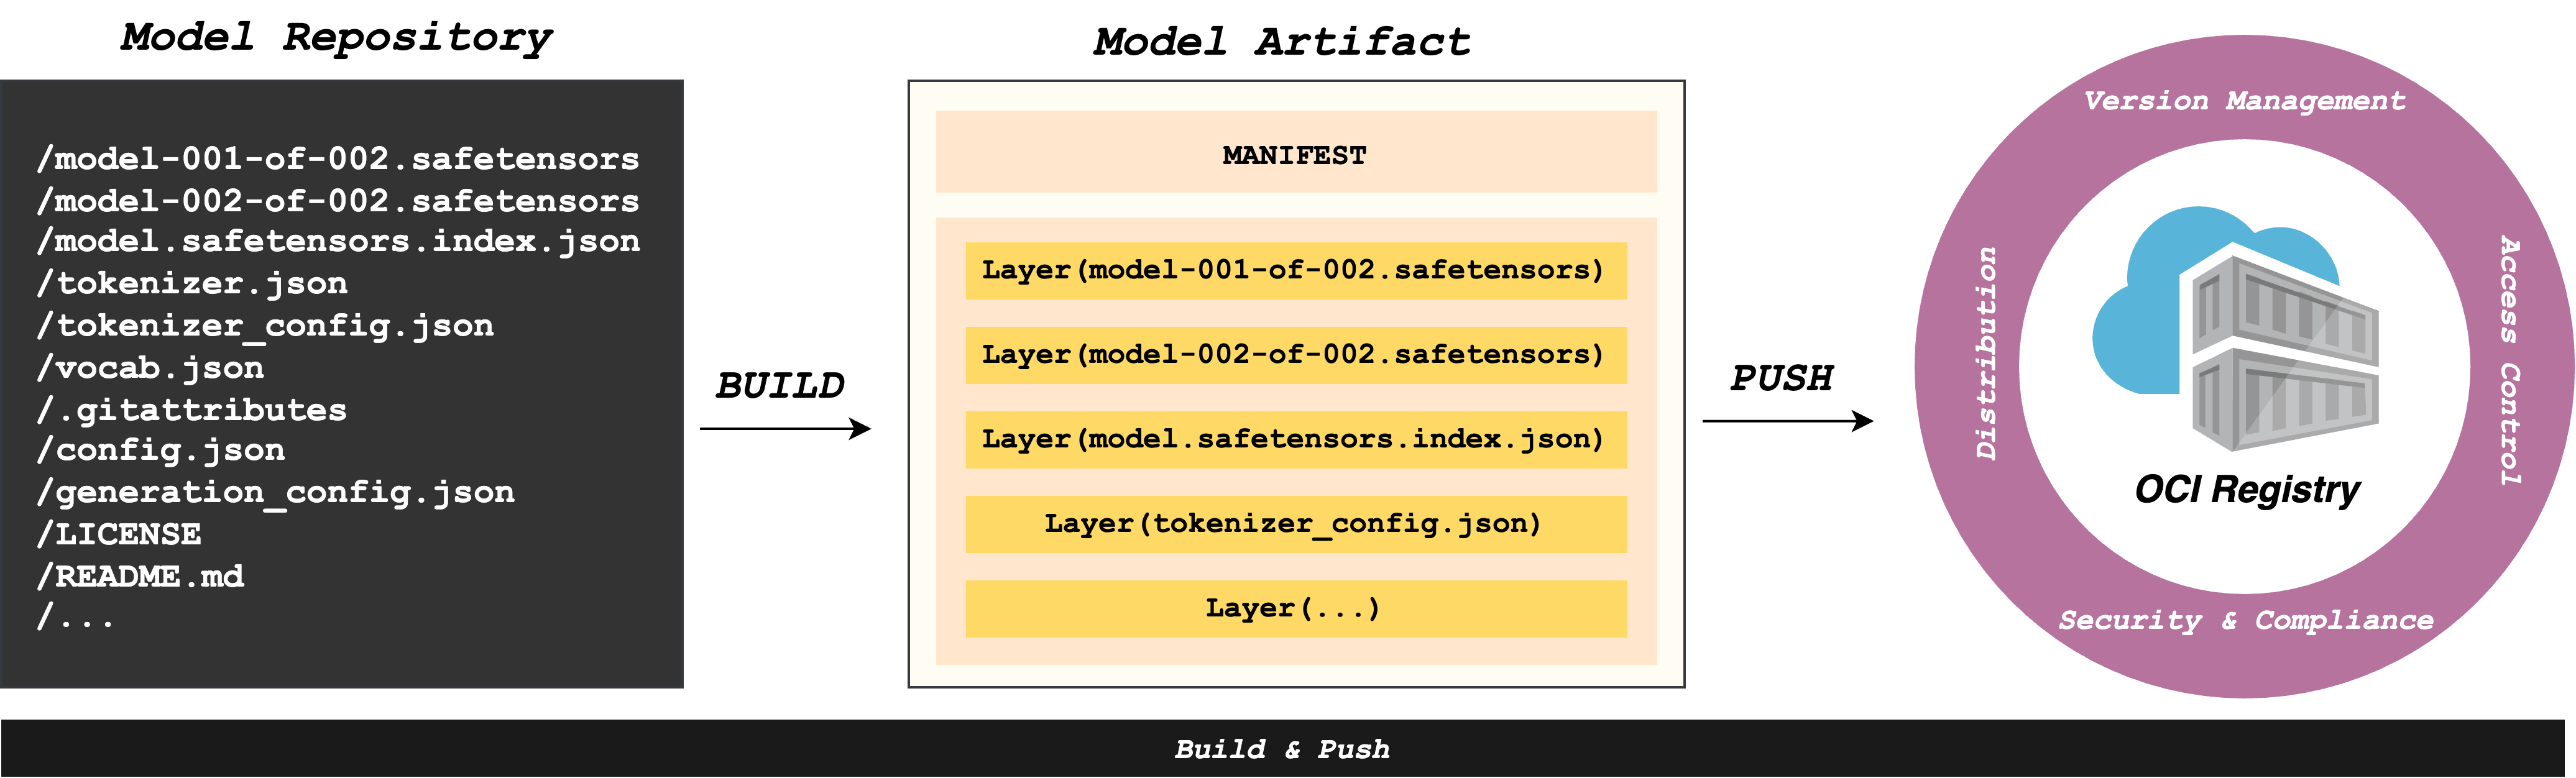 Model Repository
/model-001-of-002.safetensors
/model-002-of-002.safetensors
/model.safetensors.index.json
/tokenizer.json
/tokenizer_config.json
/vocab.json
/.gitattributes
/config.json
/generation_config.json
/LICENSE
/README.md
/...
BUILD
Model Artifact
MANIFEST
Layer(model-001-of-002.safetensors)
Layer(model-002-of-002.safetensors)
Layer(model.safetensors.index.json)
Layer(tokenizer_config.json)
Layer(...)
PUSH
Version Management
Distribution
Access Control
OCI Registry
Security & Compliance
Build & Push